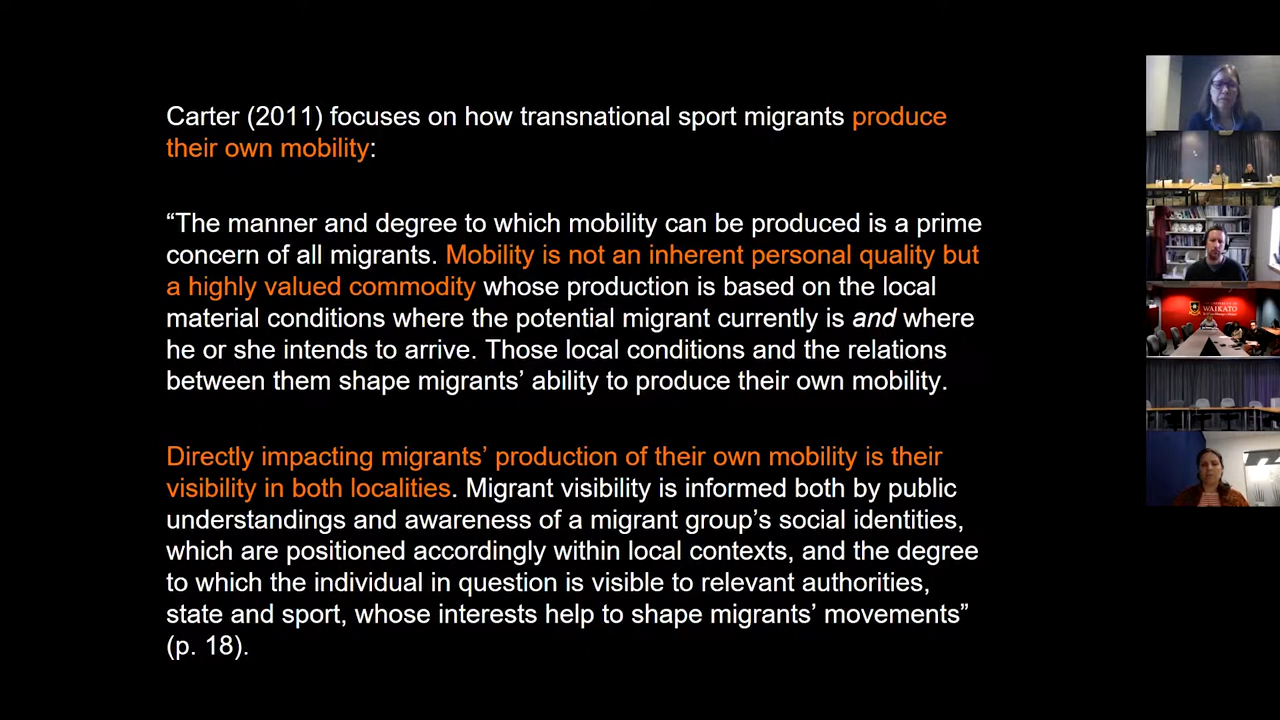 Carter (2011) focuses on how transnational sport migrants produce
their own mobility:
“The manner and degree to which mobility can be produced is a prime
concern of all migrants. Mobility is not an inherent personal quality but
a highly valued commodity whose production is based on the local
material conditions where the potential migrant currently is and where
he or she intends to arrive. Those local conditions and the relations
between them shape migrants’ ability to produce their own mobility.
Directly impacting migrants’ production of their own mobility is their
visibility in both localities. Migrant visibility is informed both by public
understandings and awareness of a migrant group’s social identities,
which are positioned accordingly within local contexts, and the degree
to which the individual in question is visible to relevant authorities,
state and sport, whose interests help to shape migrants’ movements”
(p. 18).
THE UNIVERSITY OF
WAIKATO